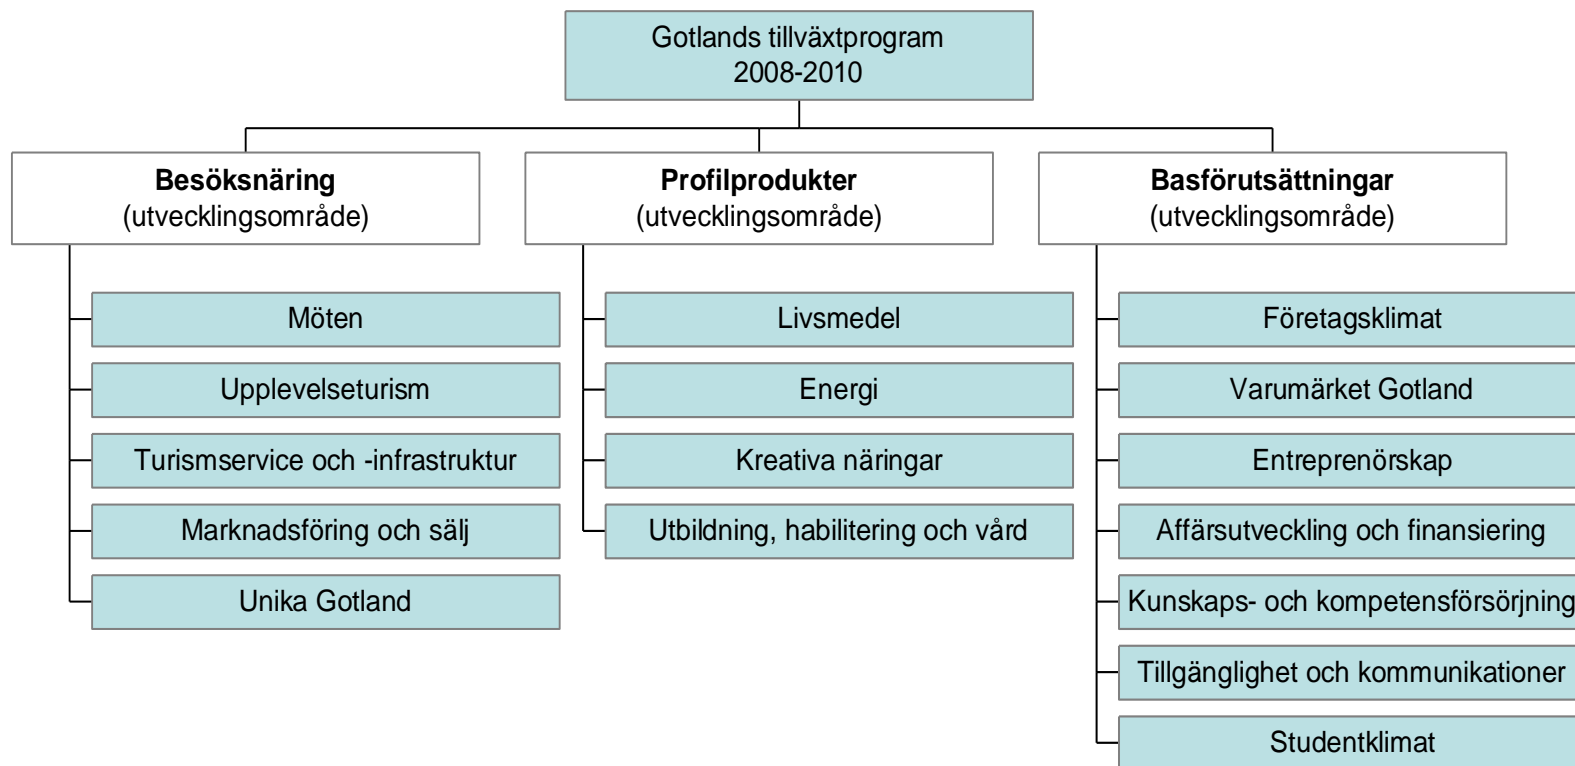 Gotlands tillväxtprogram
2008-2010
Besöksnäring
(utvecklingsområde)
Möten
Upplevelseturism
Turismservice och -infrastruktur
Marknadsföring och sälj
Unika Gotland
Profilprodukter
(utvecklingsområde)
Livsmedel
Energi
Kreativa näringar
Utbildning, habilitering och vård
Basförutsättningar
(utvecklingsområde)
Företagsklimat
Varumärket Gotland
Entreprenörskap
Affärsutveckling och finansiering
Kunskaps- och kompetensförsörjning
Tillgänglighet och kommunikationer
Studentklimat